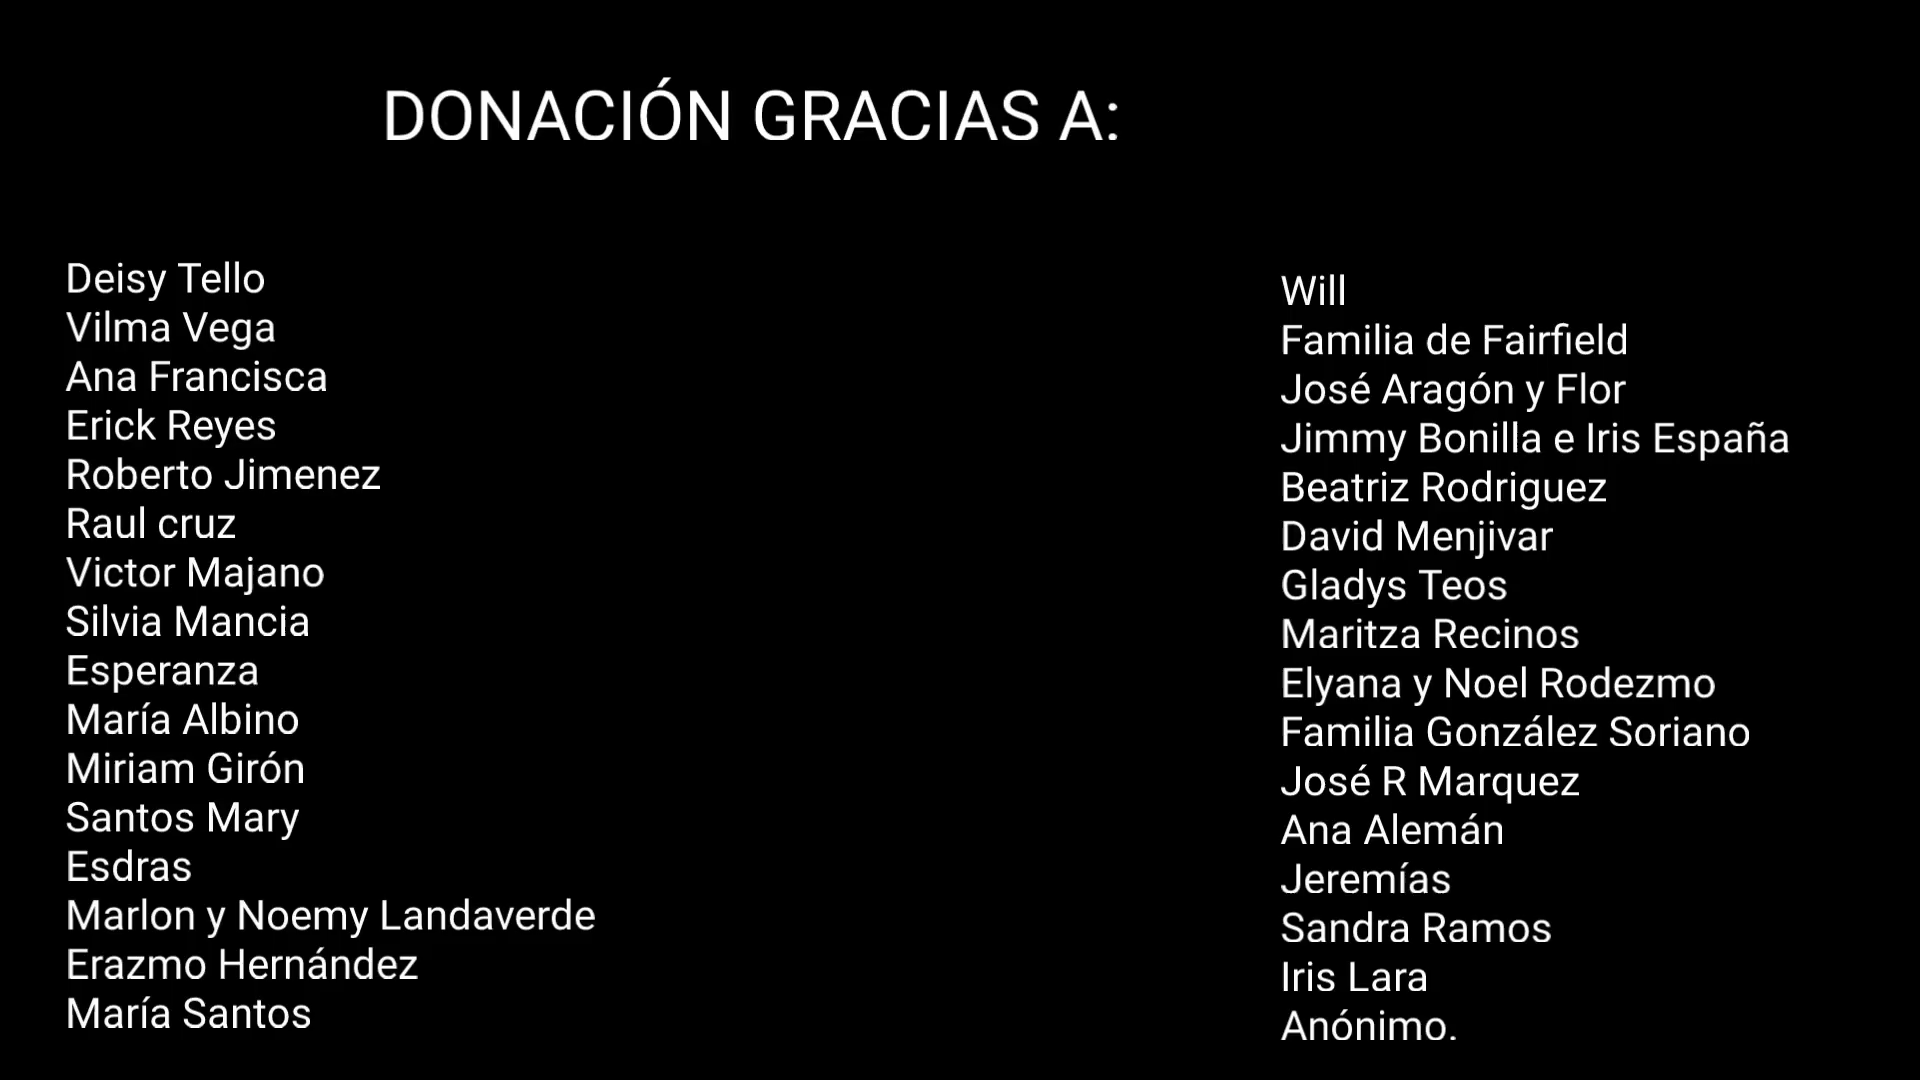 DONACIÓN GRACIAS A:
Deisy Tello
Vilma Vega
Ana Francisca
Erick Reyes
Roberto Jimenez
Raul cruz
Victor Majano
Silvia Mancia
Esperanza
María Albino
Miriam Girón
Santos Mary
Esdras
Marlon y Noemy Landaverde
Erazmo Hernández
María Santos
Will
Familia de Fairfield
José Aragón y Flor
Jimmy Bonilla e Iris España
Beatriz Rodriguez
David Menjivar
Gladys Teos
Maritza Recinos
Elyana y Noel Rodezmo
Familia González Soriano
José R Marquez
Ana Alemán
Jeremías
Sandra Ramos
Iris Lara
Anónimo.